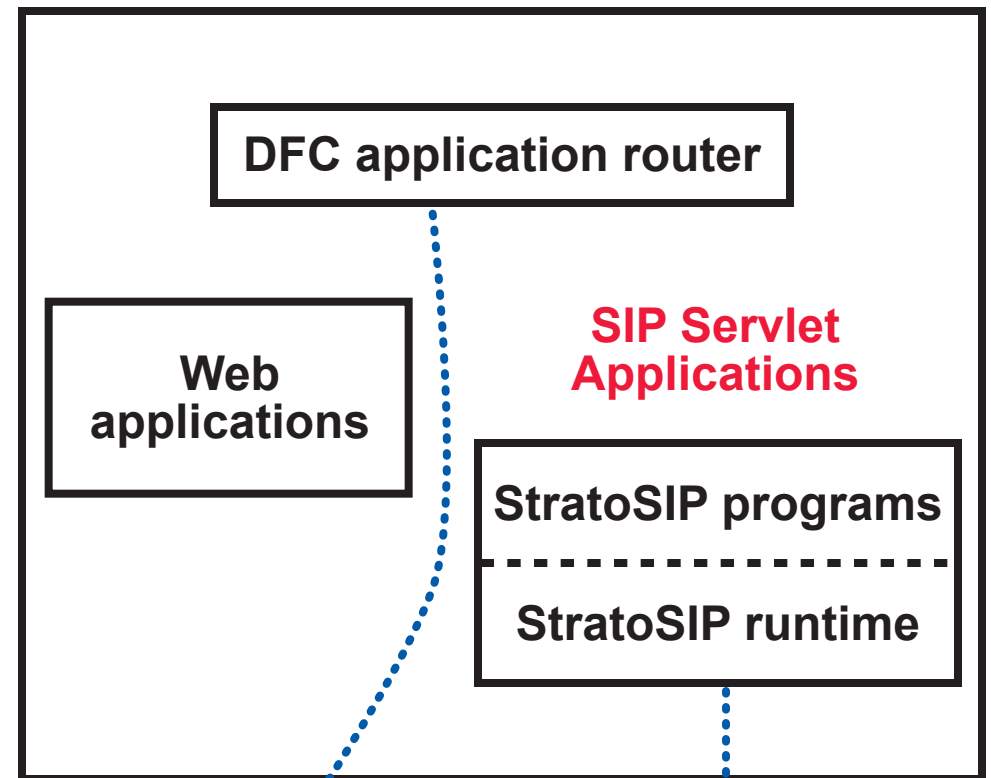 DFC application router
Web
applications
SIP Servlet
Applications
StratoSIP programs
StratoSIP runtime